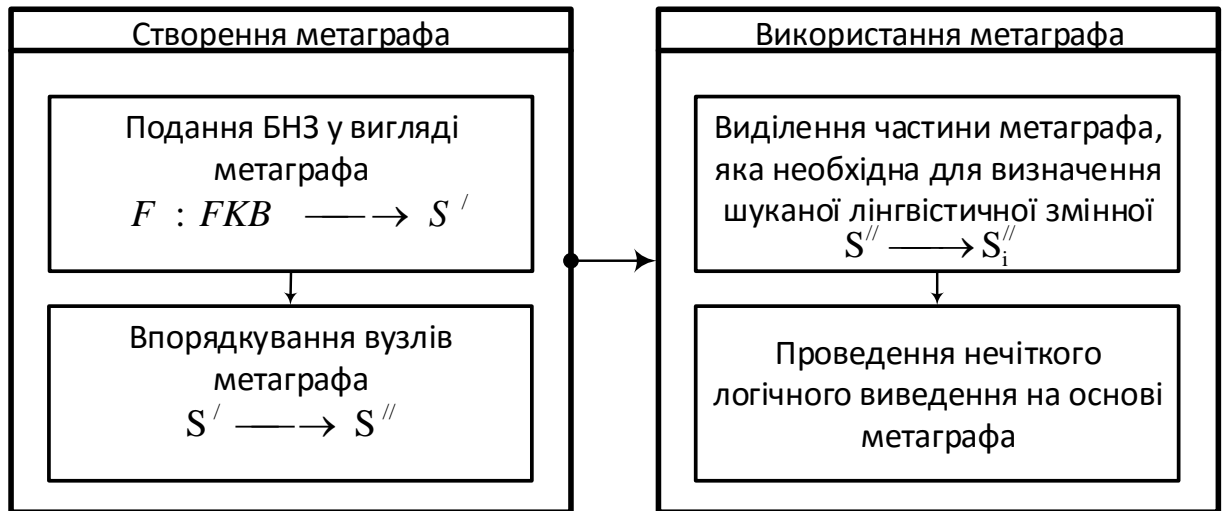 Створення метаграфа
Подання БНЗ у вигляді
метаграфа
F : FKB ⟶ S /
Впорядкування вузлів
метаграфа
S / ⟶ S //
Використання метаграфа
Виділення частини метаграфа,
яка необхідна для визначення
шуканої лінгвістичної змінної
S // ⟶ S i //
Проведення нечіткого
логічного виведення на основі
метаграфа